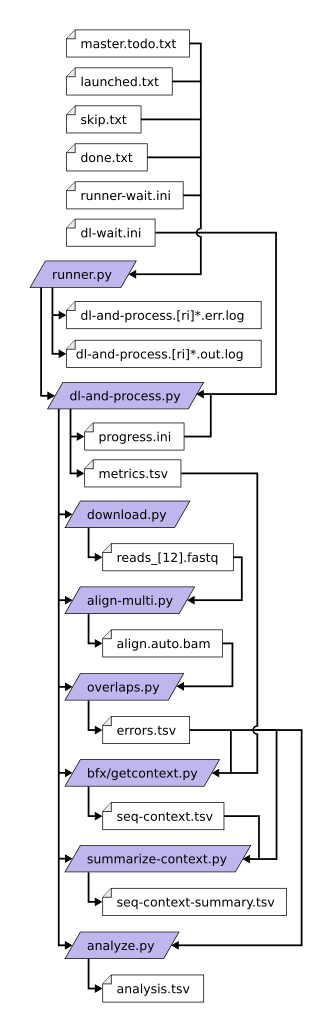 master.todo.txt
launched.txt
skip.txt
done.txt
runner-wait.ini
dl-wait.ini
runner.py
dl-and-process.[ri]*.err.log
dl-and-process.[ri]*.out.log
dl-and-process.py
progress.ini
metrics.tsv
download.py
reads_[12].fastq
align-multi.py
align.auto.bam
overlaps.py
errors.tsv
bfx/getcontext.py
seq-context.tsv
summarize-context.py
seq-context-summary.tsv
analyze.py
analysis.tsv